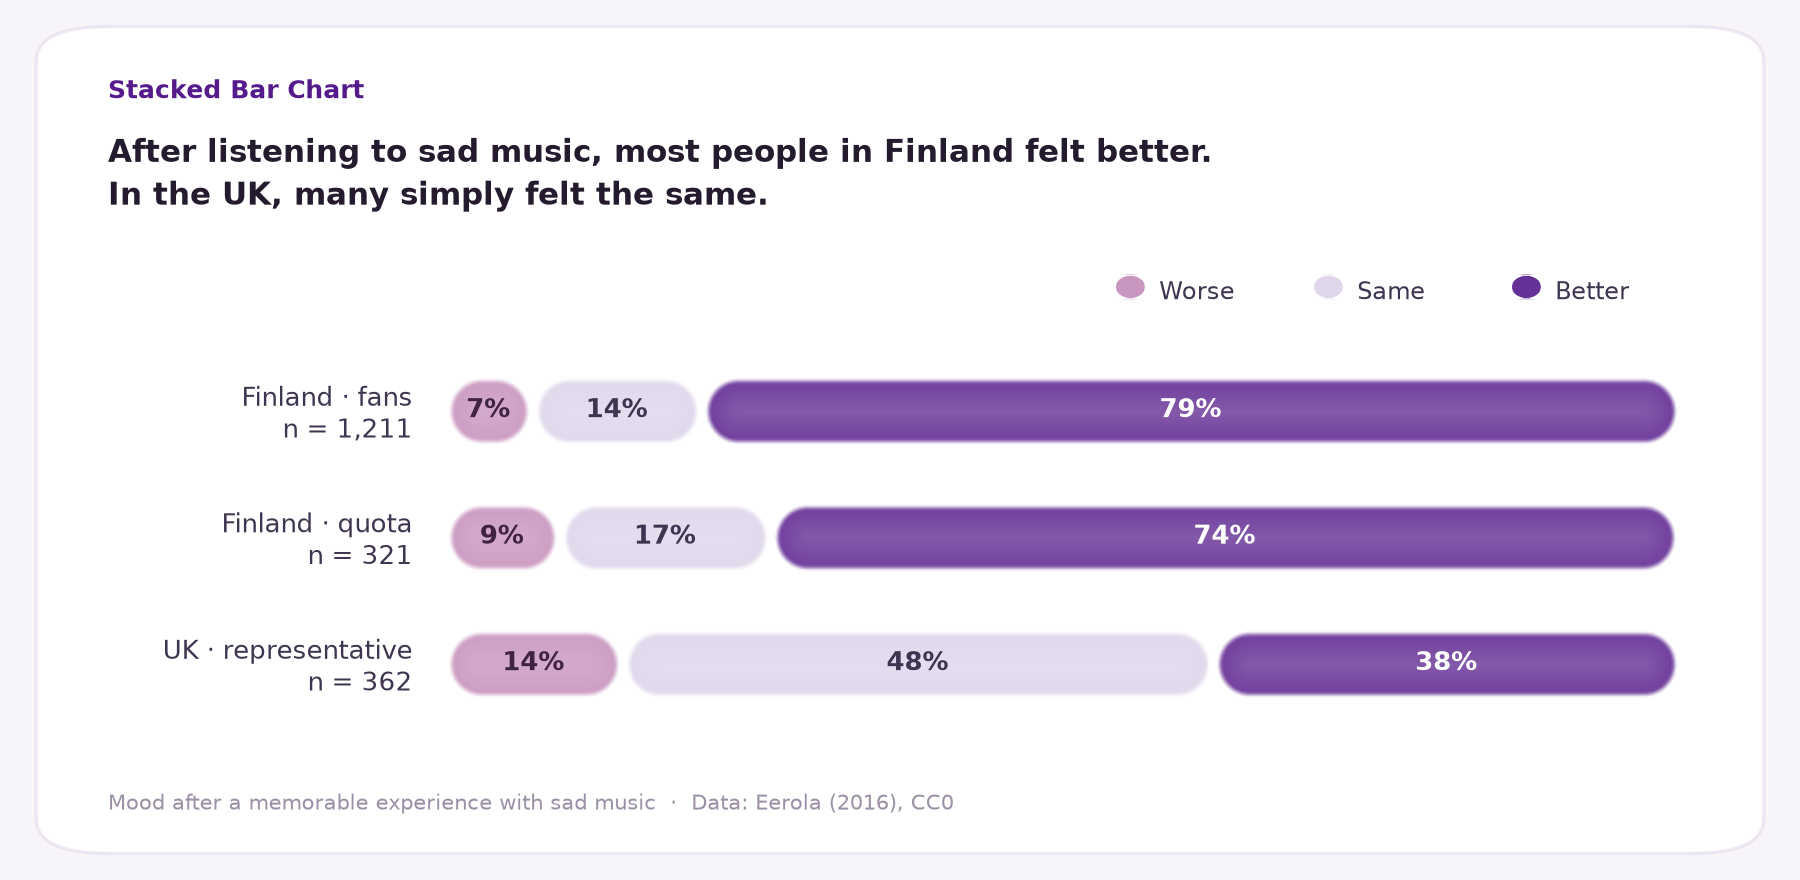 Stacked Bar Chart
After listening to sad music, most people in Finland felt better.
In the UK, many simply felt the same.
Worse
Same
Better
Finland · fans
n = 1,211
7%
14%
79%
Finland · quota
n = 321
9%
17%
74%
UK · representative
n = 362
14%
48%
38%
Mood after a memorable experience with sad music · Data: Eerola (2016), CC0